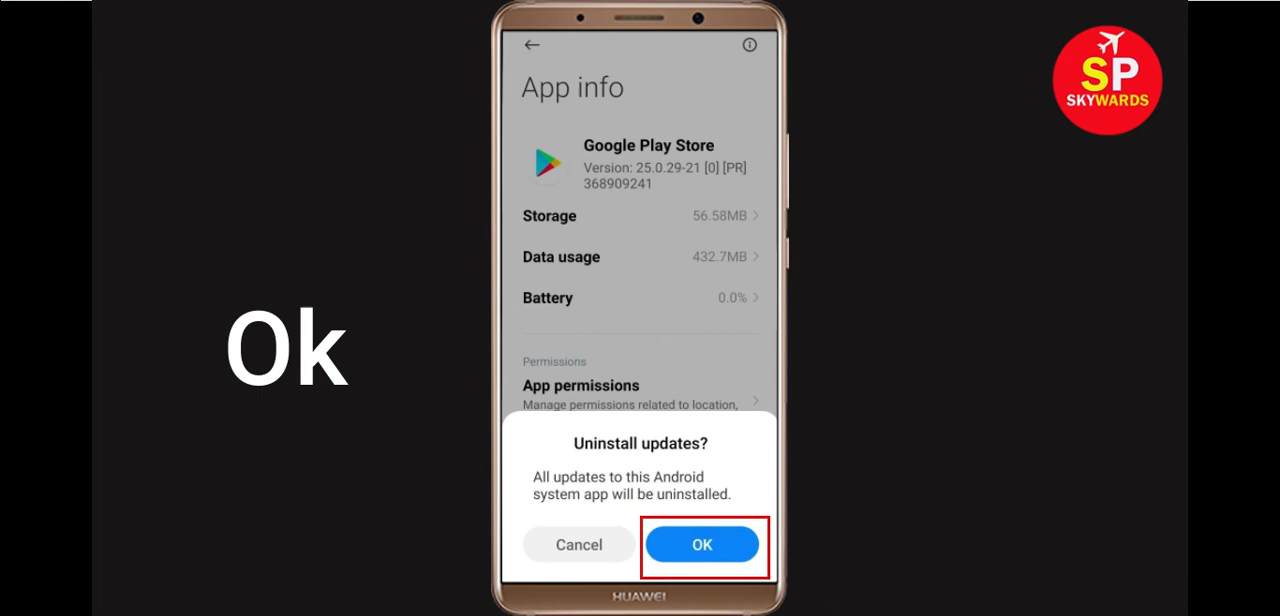 SP
SKYWARDS
App info
Google Play Store
Version: 25.0.29-21 [0] [PR]
368909241
Storage 56.58MB
Data usage 432.7MB
Battery 0.0%
Ok
Permissions
App permissions
Manage permissions related to location,
Uninstall updates?
All updates to this Android
system app will be uninstalled.
Cancel OK
HUAWEI